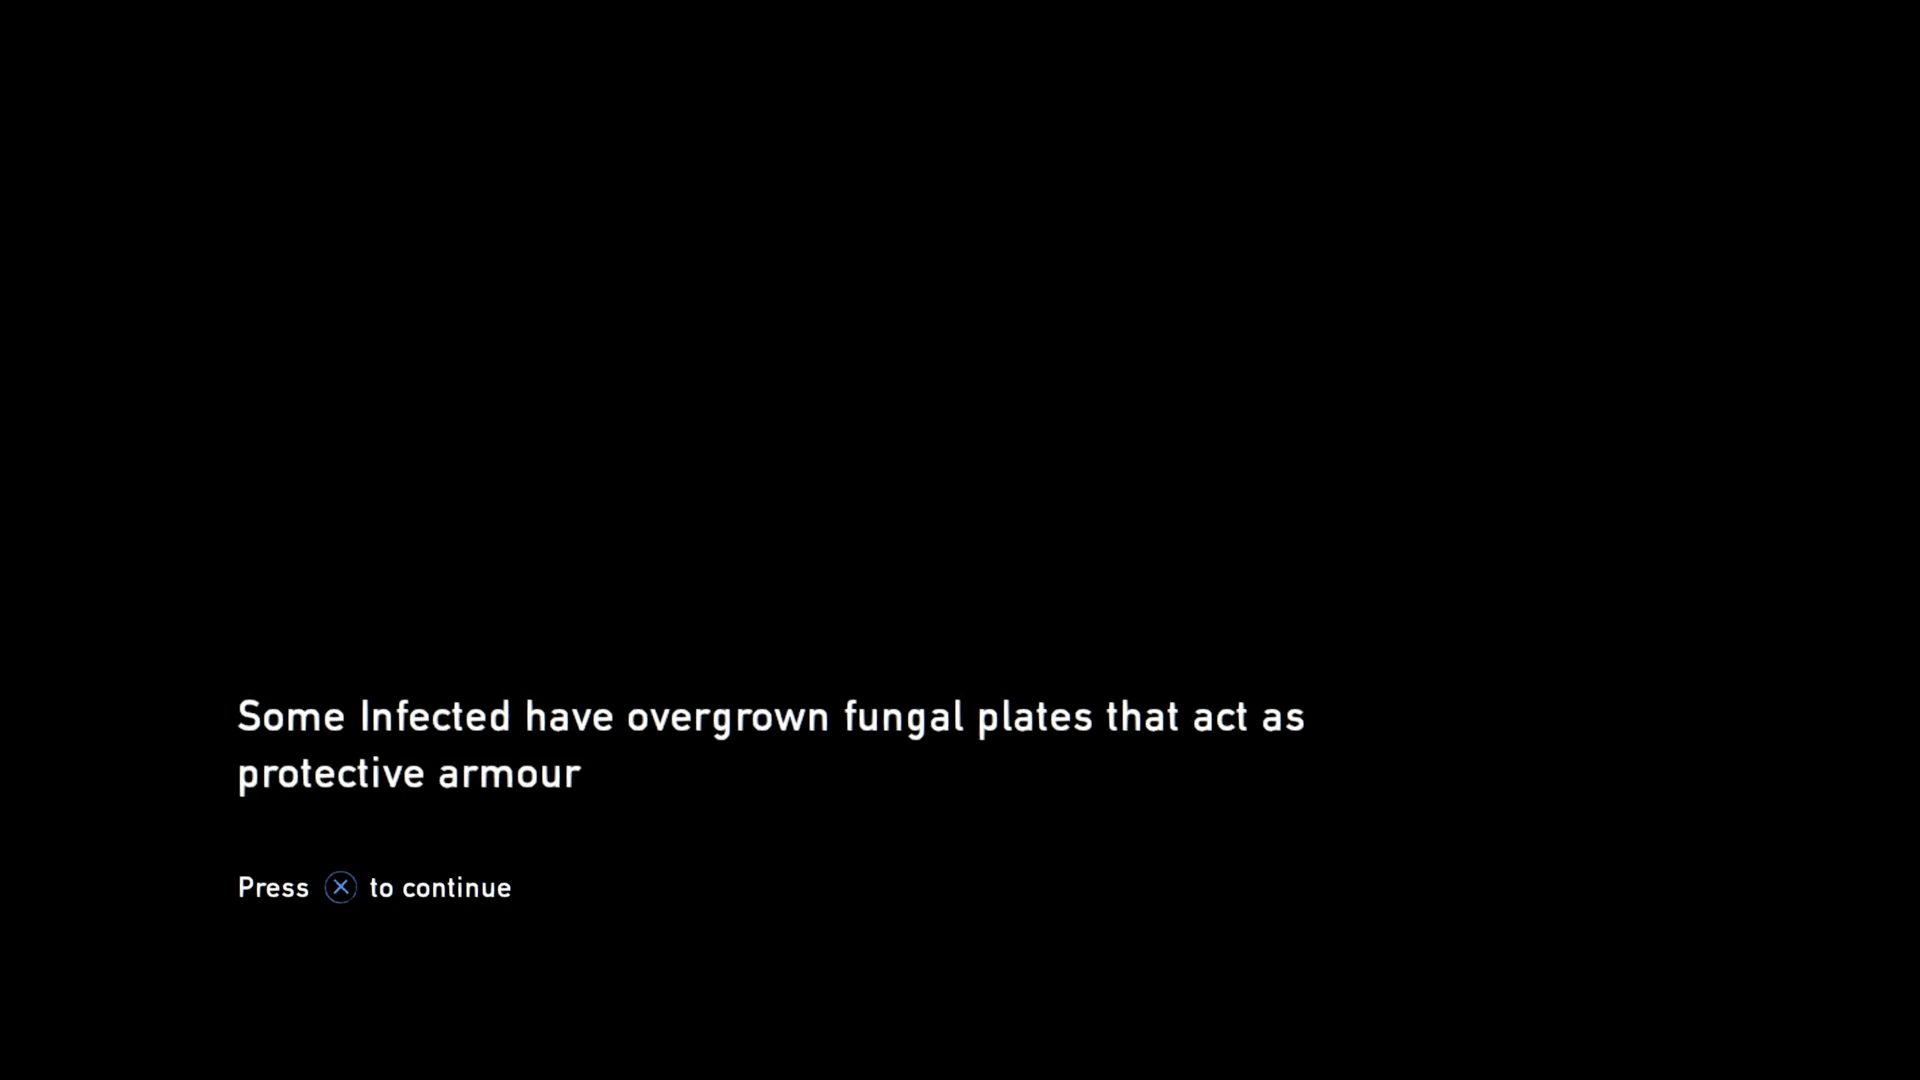 Some Infected have overgrown fungal plates that act as
protective armour
Press ⓧ to continue